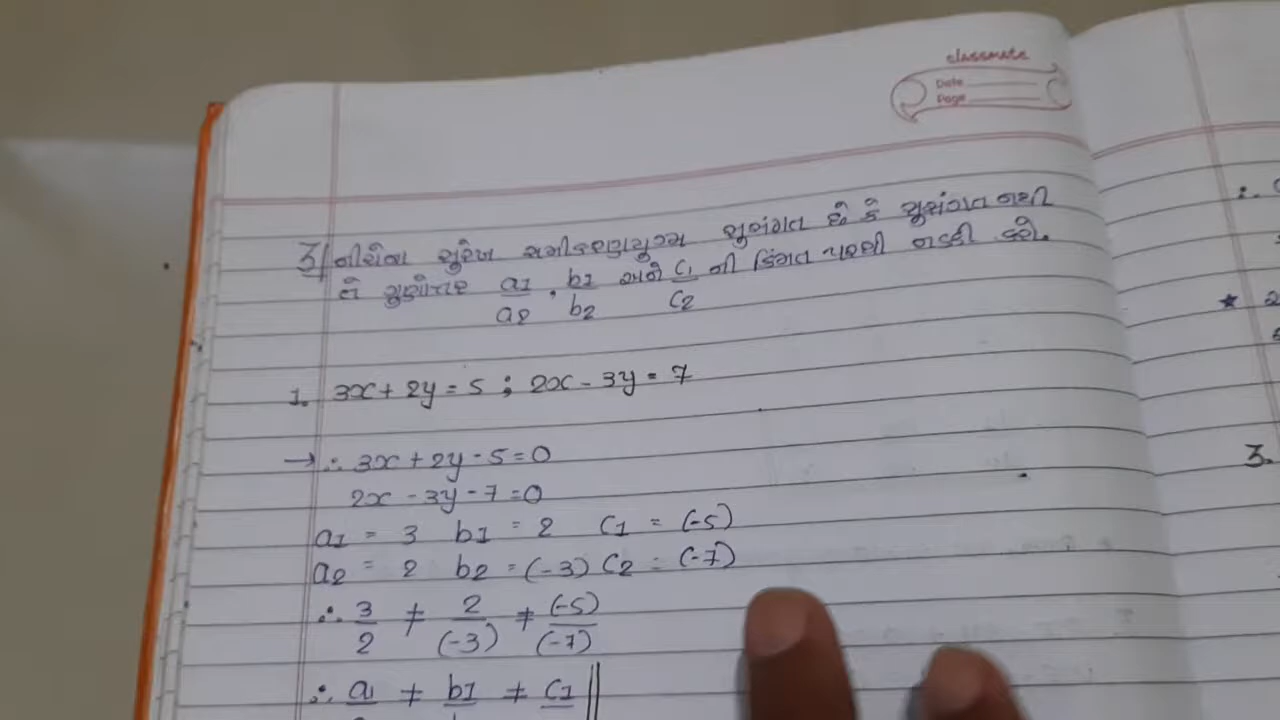 classmate
Date
Page
3] નીચેના સુરેખ સમીકરણયુગ્મ સુસંગત છે કે સુસંગત નથી
તે ગુણોત્તર a1/a2 . b1/b2 અને c1/c2 ની કિંમત પરથી નક્કી કરો.
1. 3x + 2y = 5 ; 2x - 3y = 7
→ ∴ 3x + 2y - 5 = 0
2x - 3y - 7 = 0
a1 = 3 b1 = 2 c1 = (-5)
a2 = 2 b2 = (-3) c2 = (-7)
∴ 3/2 ≠ 2/(-3) ≠ (-5)/(-7)
∴ a1 ≠ b1 ≠ c1
3.